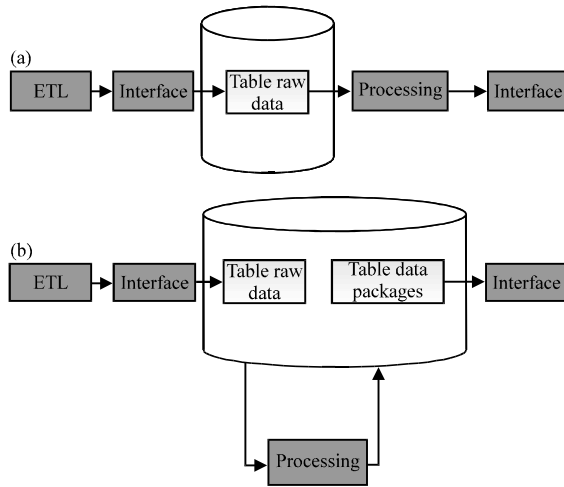 (a)
ETL
Interface
Table raw
data
Processing
Interface
(b)
ETL
Interface
Table raw
data
Table data
packages
Interface
Processing